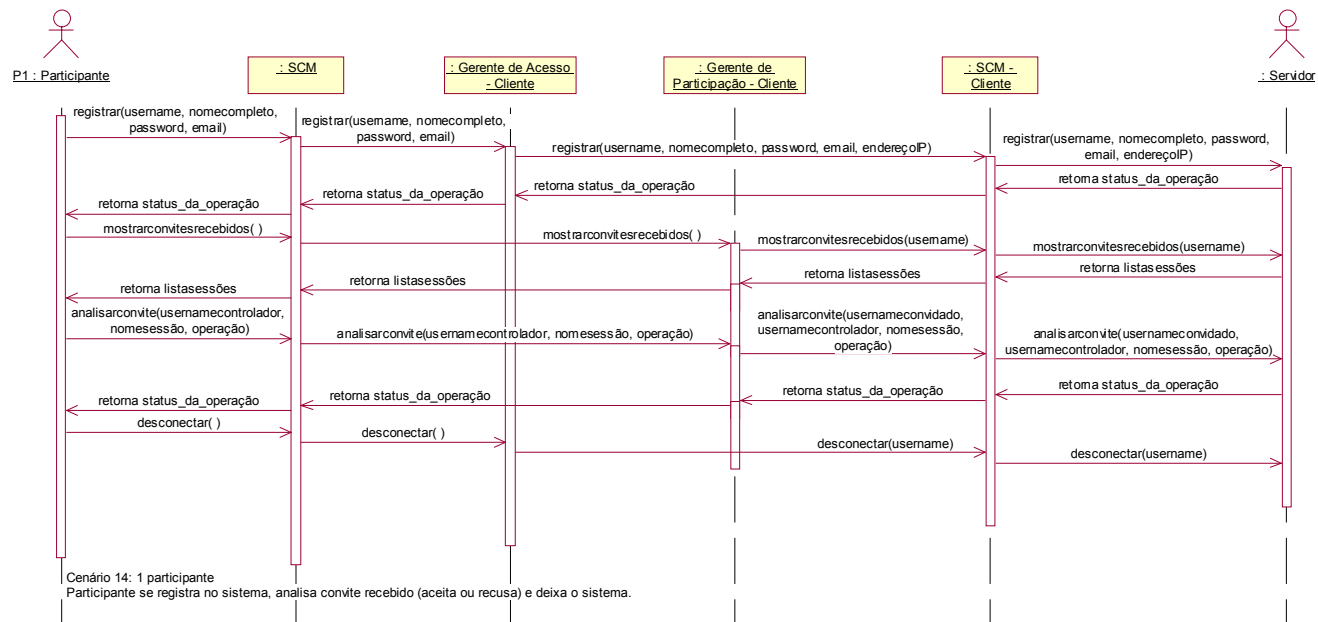 P1 : Participante
: SCM
: Gerente de Acesso
- Cliente
: Gerente de
Participação - Cliente
: SCM -
Cliente
: Servidor
registrar(username, nomecompleto,
password, email)
registrar(username, nomecompleto,
password, email)
registrar(username, nomecompleto, password, email, endereçoIP)
registrar(username, nomecompleto, password,
email, endereçoIP)
retorna status_da_operação
retorna status_da_operação
retorna status_da_operação
retorna status_da_operação
mostrarconvitesrecebidos( )
mostrarconvitesrecebidos( )
mostrarconvitesrecebidos(username)
mostrarconvitesrecebidos(username)
retorna listasessões
retorna listasessões
retorna listasessões
retorna listasessões
analisarconvite(usernamecontrolador,
nomesessão, operação)
analisarconvite(usernamecontrolador, nomesessão, operação)
analisarconvite(usernameconvidado,
usernamecontrolador, nomesessão,
operação)
analisarconvite(usernameconvidado,
usernamecontrolador, nomesessão, operação)
retorna status_da_operação
retorna status_da_operação
retorna status_da_operação
retorna status_da_operação
desconectar( )
desconectar( )
desconectar(username)
desconectar(username)
Cenário 14: 1 participante
Participante se registra no sistema, analisa convite recebido (aceita ou recusa) e deixa o sistema.